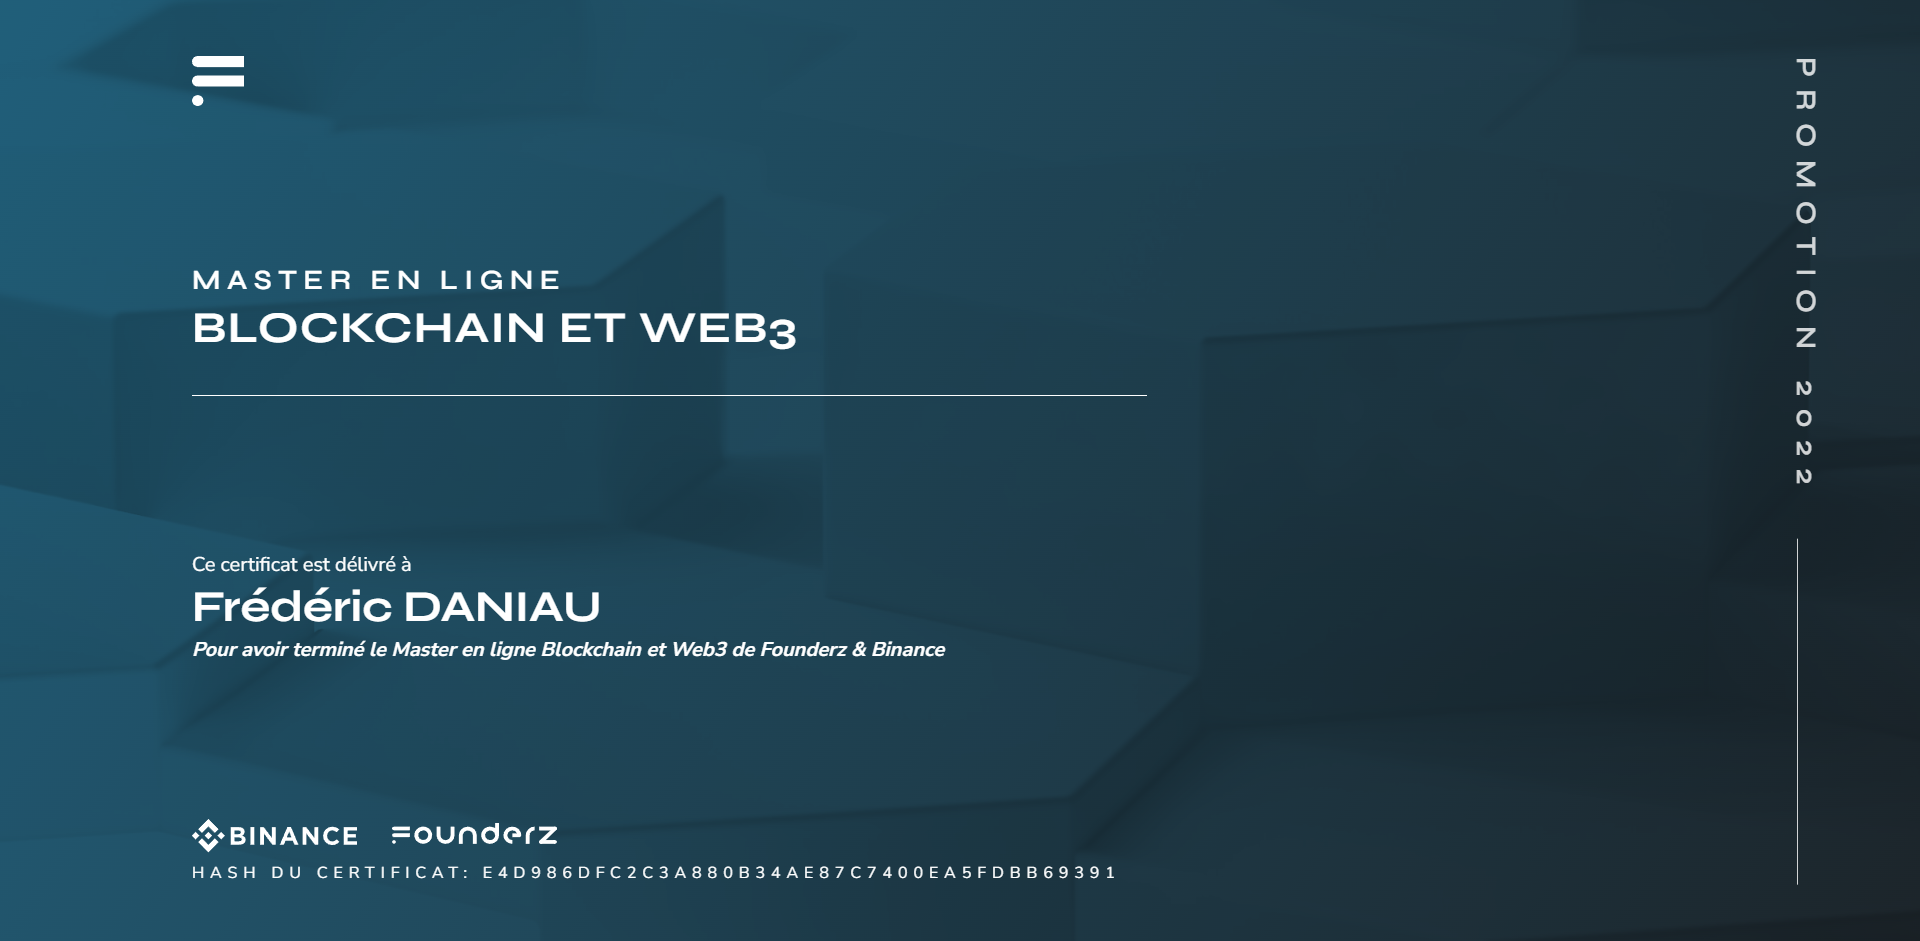 MASTER EN LIGNE
BLOCKCHAIN ET WEB3
Ce certificat est délivré à
Frédéric DANIAU
Pour avoir terminé le Master en ligne Blockchain et Web3 de Founderz & Binance
BINANCE Founderz
HASH DU CERTIFICAT: E4D986DFC2C3A880B34AE87C7400EA5FDBB69391
PROMOTION 2022